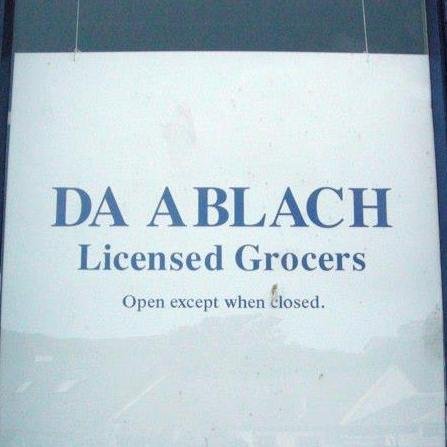 DA ABLACH
Licensed Grocers
Open except when closed.